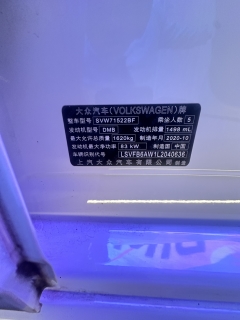 大众汽车(VOLKSWAGEN)牌
整车型号 SVW71522BF 乘坐人数 5
发动机型号 DMB 发动机排量 1498 mL
最大允许总质量 1620kg 制造年月 2020-10
发动机最大净功率 83 kW 制造国 中国
车辆识别代号 LSVFB6AW1L2040636
上汽大众汽车有限公司 制造